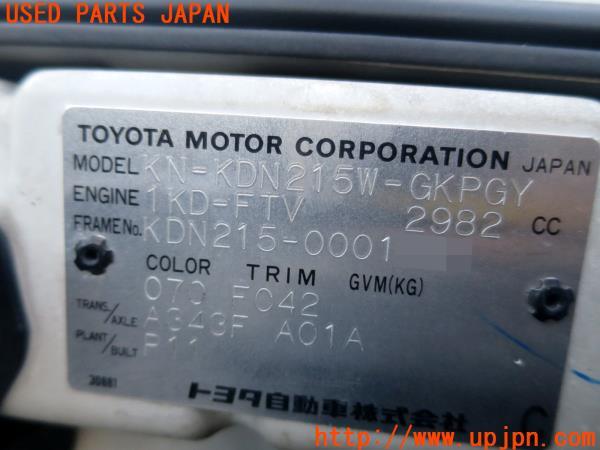 USED PARTS JAPAN
TOYOTA MOTOR CORPORATION JAPAN
MODEL KN-KDN215W-GKPGY
ENGINE 1KD-FTV 2982 CC
FRAME No. KDN215-0001
COLOR TRIM GVM(KG)
070 FC42
TRANS./AXLE A343F A01A
PLANT/BUILT P11
30881
トヨタ自動車株式会社 C
http://www.upjpn.com/